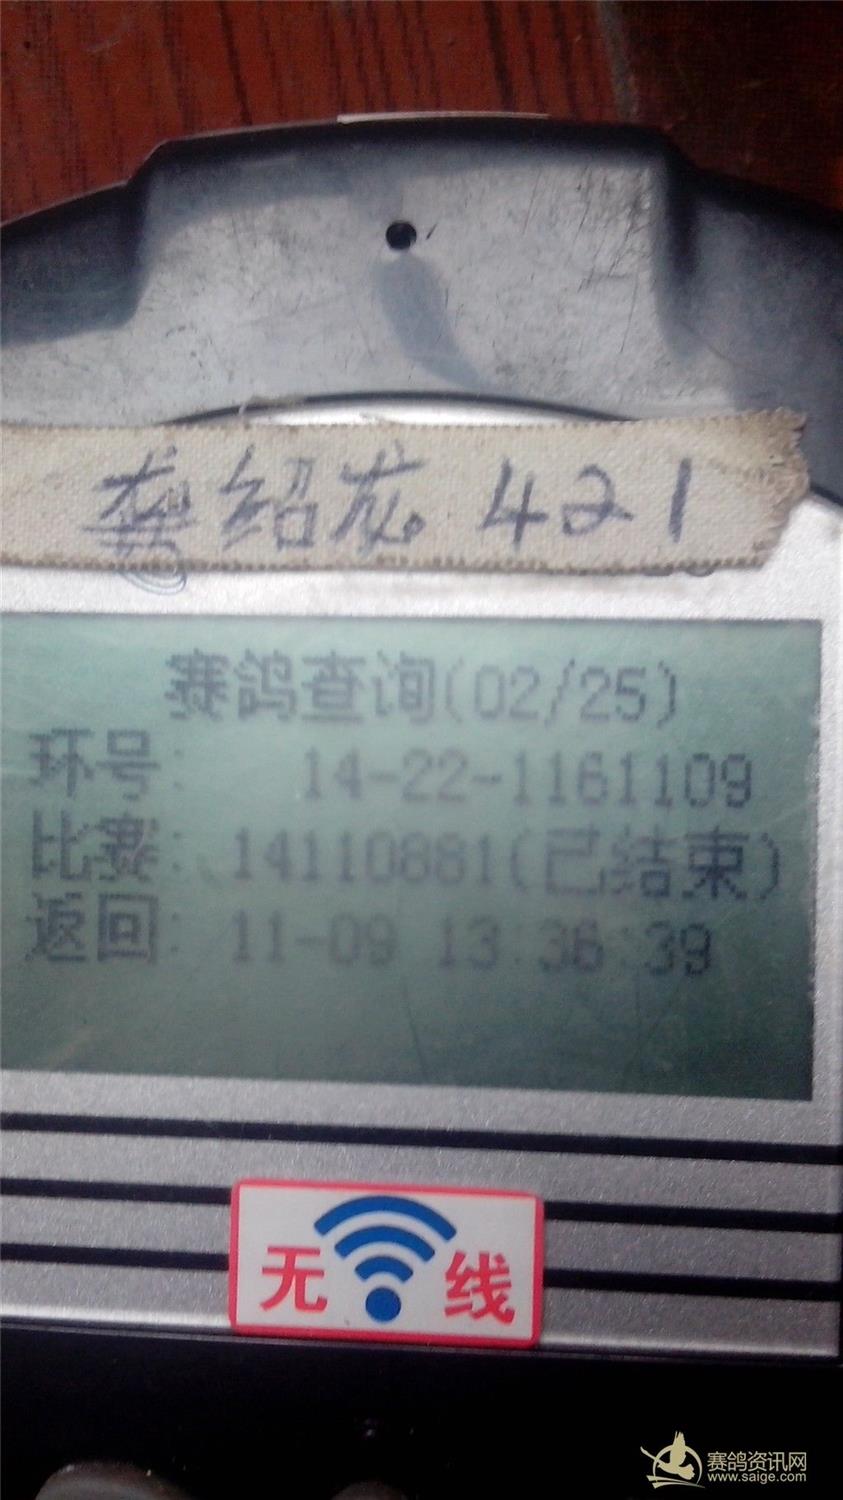 龚绍龙 421
赛鸽查询(02/25)
环号: 14-22-1161109
比赛: 14110881(已结束)
返回: 11-09 13:36:39
无线
赛鸽资讯网
www.saige.com